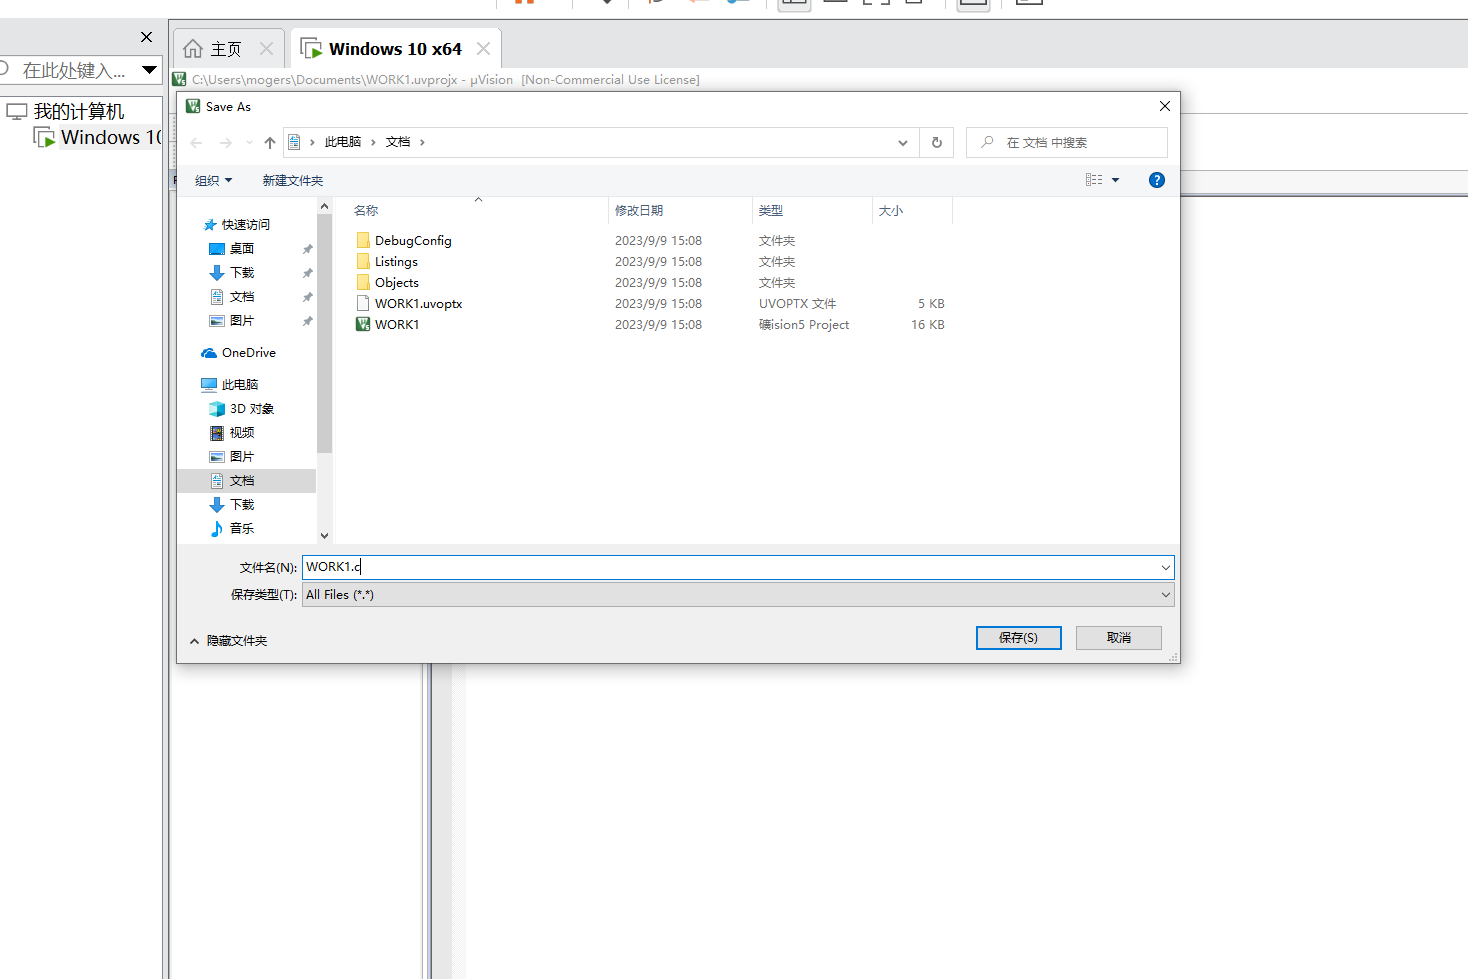 主页
Windows 10 x64
在此处键入...
C:\Users\mogers\Documents\WORK1.uvprojx - µVision [Non-Commercial Use License]
我的计算机
Windows 10
Save As
此电脑 › 文档 ›
在 文档 中搜索
组织
新建文件夹
名称 修改日期 类型 大小
快速访问
桌面
下载
文档
图片
OneDrive
此电脑
3D 对象
视频
图片
文档
下载
音乐
DebugConfig 2023/9/9 15:08 文件夹
Listings 2023/9/9 15:08 文件夹
Objects 2023/9/9 15:08 文件夹
WORK1.uvoptx 2023/9/9 15:08 UVOPTX 文件 5 KB
WORK1 2023/9/9 15:08 礦ision5 Project 16 KB
文件名(N): WORK1.c
保存类型(T): All Files (*.*)
隐藏文件夹
保存(S)
取消